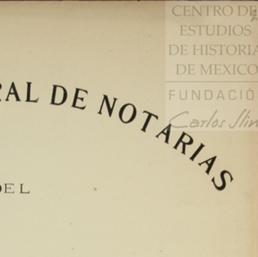 CENTRO DE
ESTUDIOS
DE HISTORIA
DE MEXICO
FUNDACIÓ
Carlos Slim
RAL DE NOTARIAS
DEL